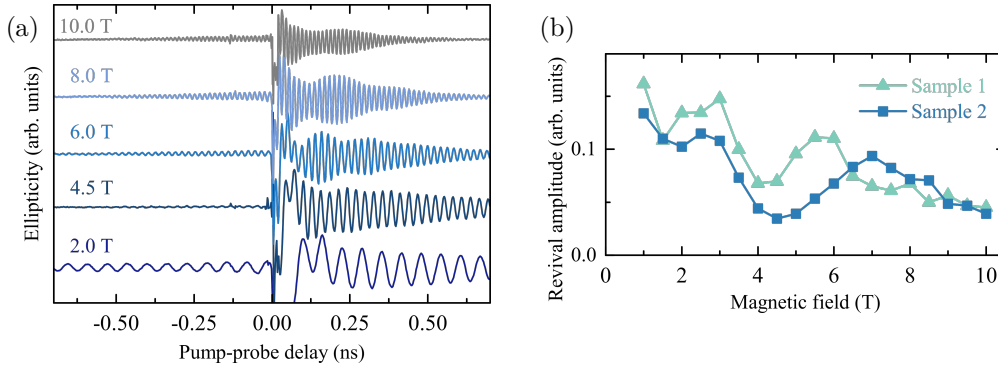 (a)
Ellipticity (arb. units)
10.0 T
8.0 T
6.0 T
4.5 T
2.0 T
-0.50 -0.25 0.00 0.25 0.50
Pump-probe delay (ns)
(b)
Revival amplitude (arb. units)
0.1
0.0
Sample 1
Sample 2
0 2 4 6 8 10
Magnetic field (T)